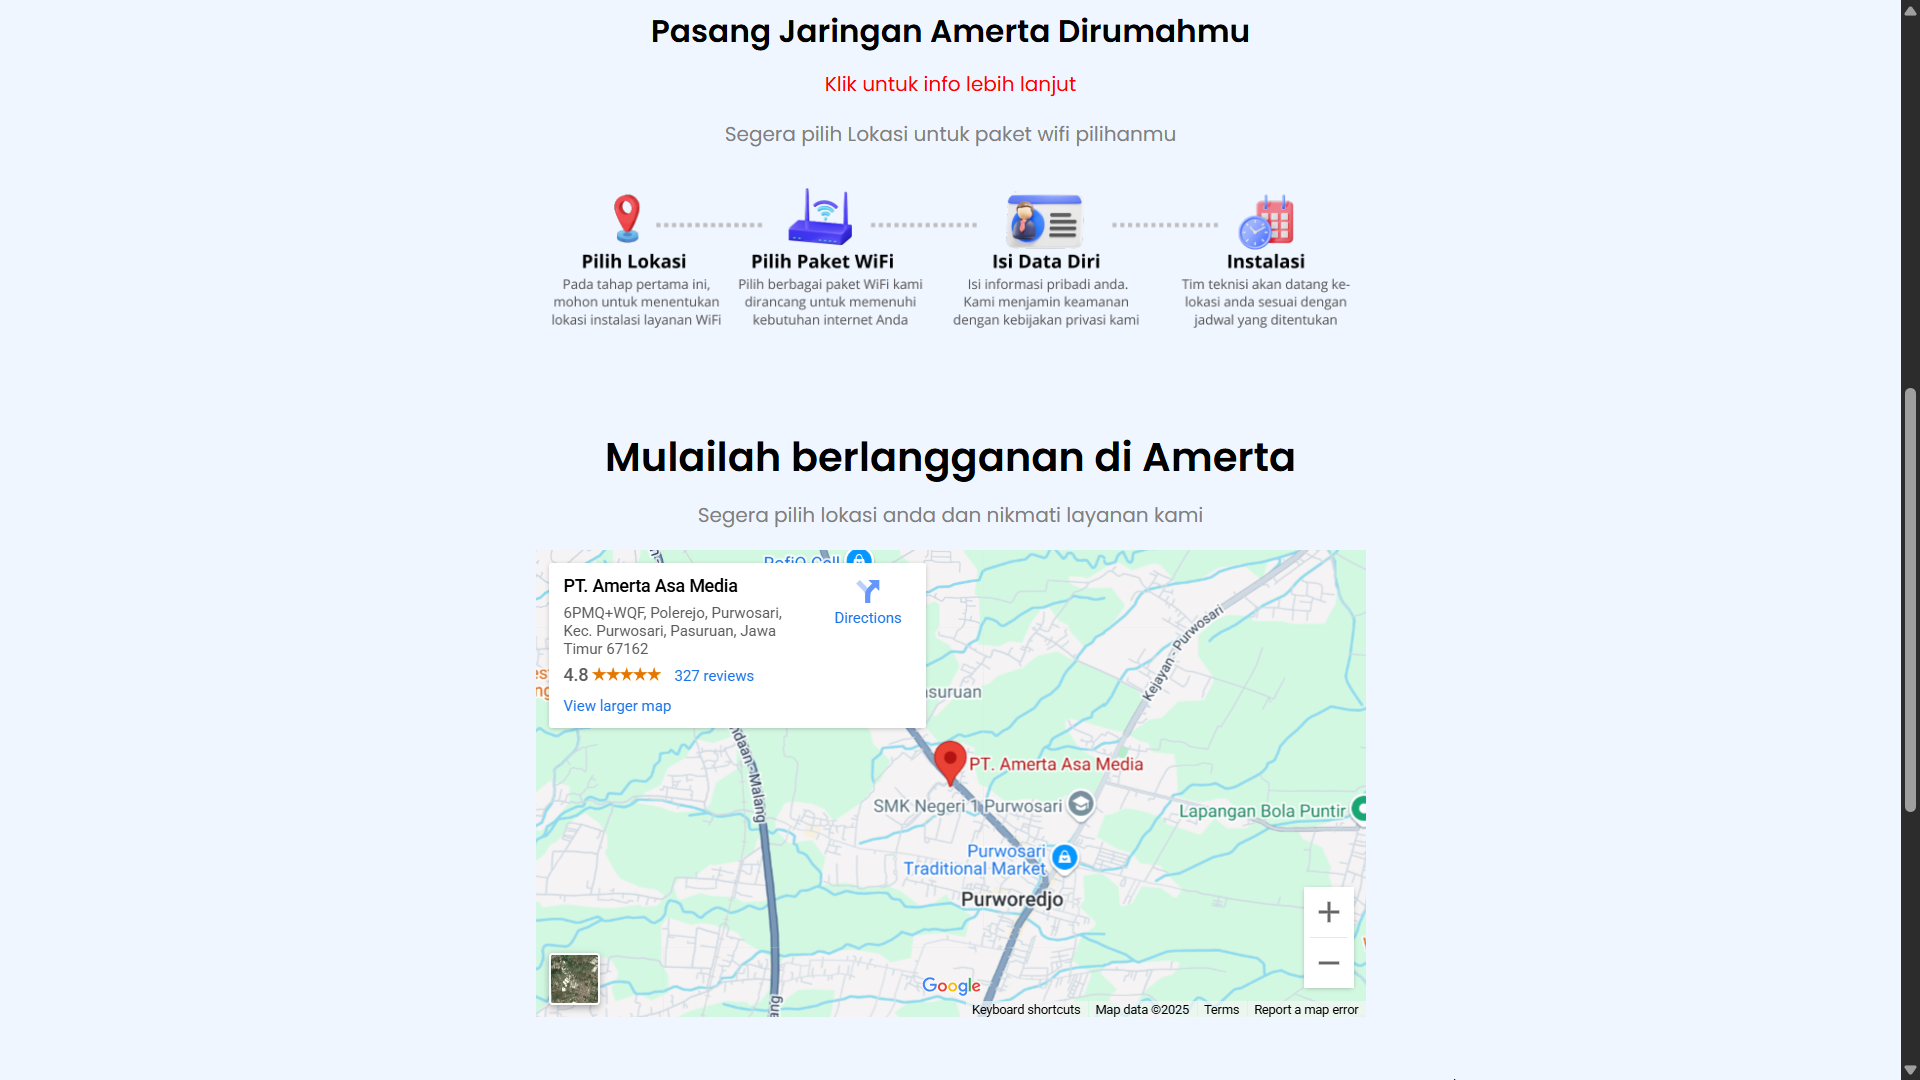 Pasang Jaringan Amerta Dirumahmu
Klik untuk info lebih lanjut
Segera pilih Lokasi untuk paket wifi pilihanmu
Pilih Lokasi
Pada tahap pertama ini,
mohon untuk menentukan
lokasi instalasi layanan WiFi
Pilih Paket WiFi
Pilih berbagai paket WiFi kami
dirancang untuk memenuhi
kebutuhan internet Anda
Isi Data Diri
Isi informasi pribadi anda.
Kami menjamin keamanan
dengan kebijakan privasi kami
Instalasi
Tim teknisi akan datang ke-
lokasi anda sesuai dengan
jadwal yang ditentukan
Mulailah berlangganan di Amerta
Segera pilih lokasi anda dan nikmati layanan kami
PT. Amerta Asa Media
6PMQ+WQF, Polerejo, Purwosari,
Kec. Purwosari, Pasuruan, Jawa
Timur 67162
4.8
327 reviews
View larger map
Directions
asuruan
Kejayan - Purwosari
ndaan - Malang
PT. Amerta Asa Media
SMK Negeri 1 Purwosari
Lapangan Bola Puntir
Purwosari
Traditional Market
Purworedjo
Google
Keyboard shortcuts
Map data ©2025
Terms
Report a map error